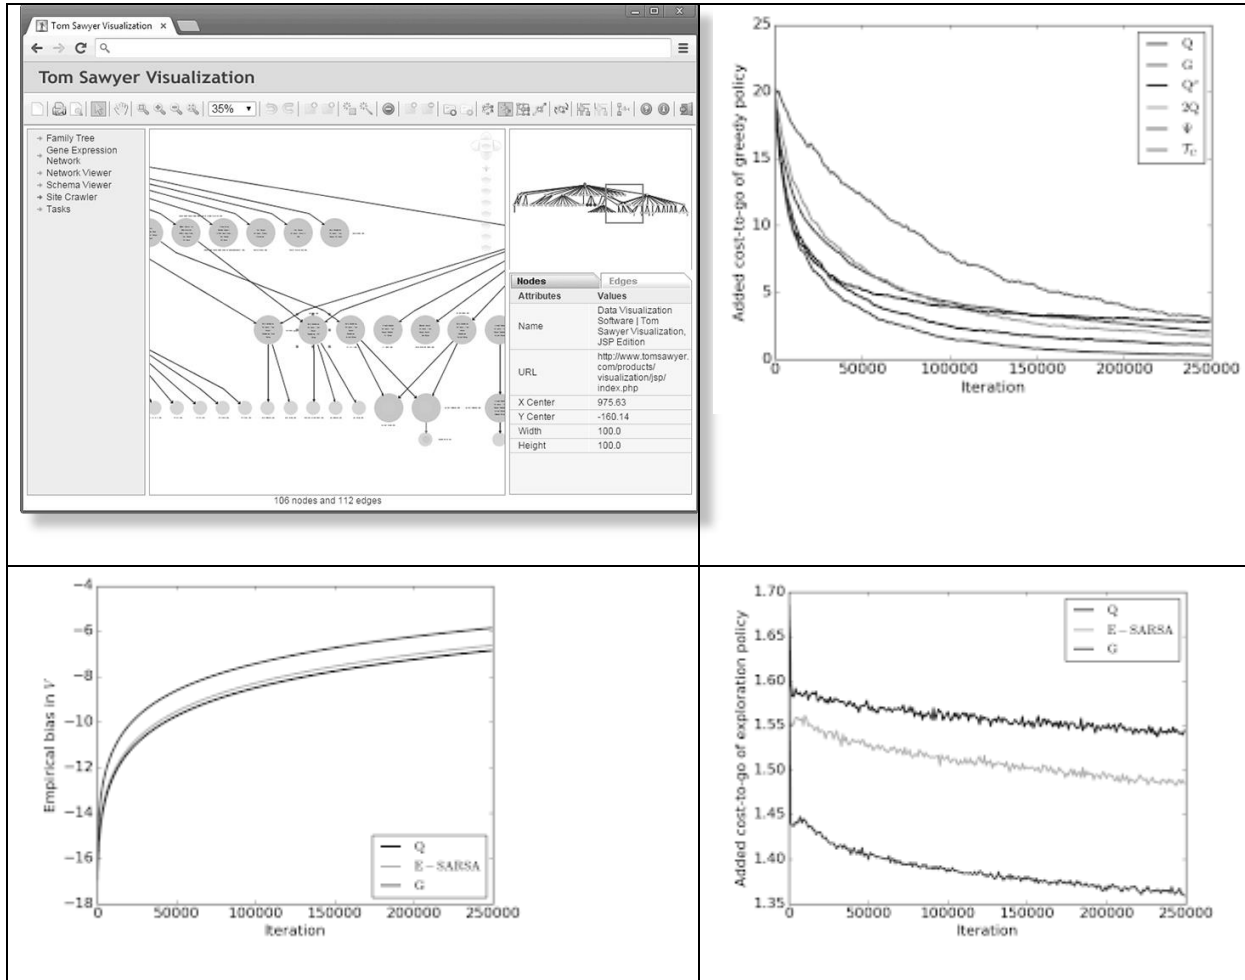 Tom Sawyer Visualization
Tom Sawyer Visualization
35%
Family Tree
Gene Expression
Network
Network Viewer
Schema Viewer
Site Crawler
Tasks
Nodes
Edges
Attributes Values
Name
Data Visualization
Software | Tom
Sawyer Visualization,
JSP Edition
URL
http://www.tomsawyer.
com/products/
visualization/jsp/
index.php
X Center 975.63
Y Center -160.14
Width 100.0
Height 100.0
106 nodes and 112 edges
Added cost-to-go of greedy policy
25
20
15
10
5
0
Q
G
2Q
Ψ
0 50000 100000 150000 200000 250000
Iteration
Empirical bias in V
−4
−6
−8
−10
−12
−14
−16
−18
Q
E − SARSA
G
0 50000 100000 150000 200000 250000
Iteration
Added cost-to-go of exploration policy
1.70
1.65
1.60
1.55
1.50
1.45
1.40
1.35
Q
E − SARSA
G
0 50000 100000 150000 200000 250000
Iteration